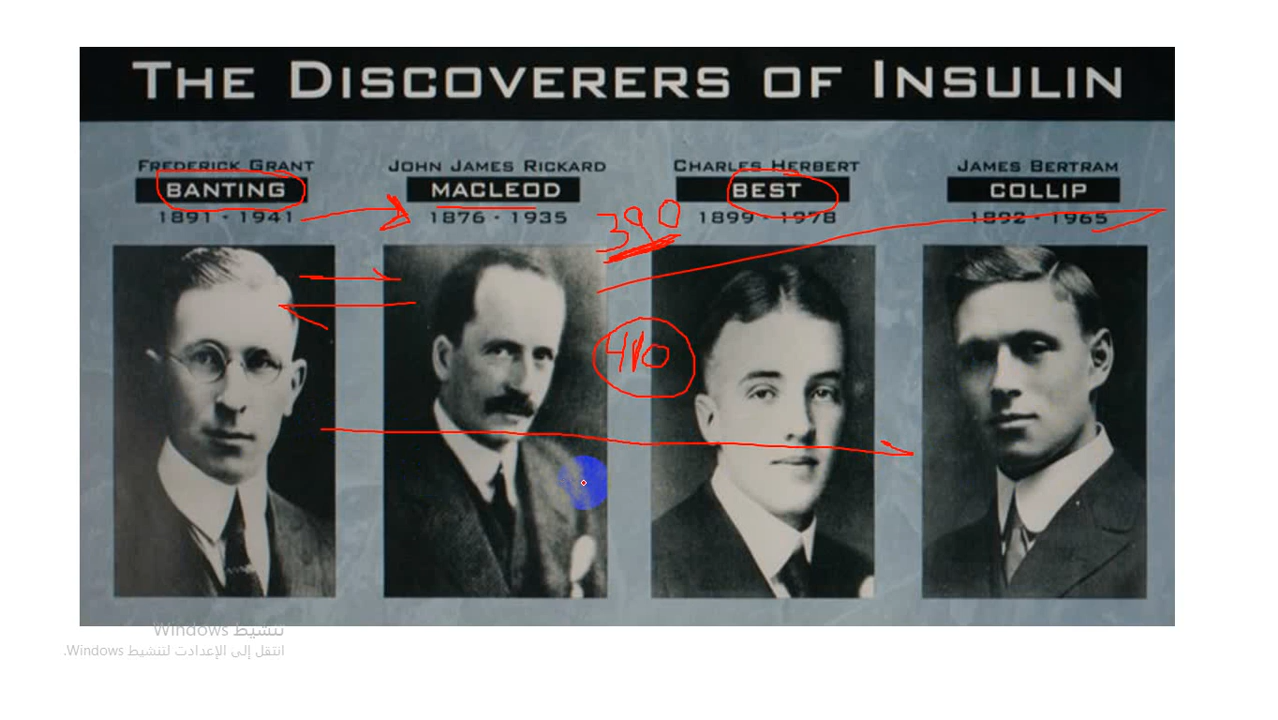 THE DISCOVERERS OF INSULIN
FREDERICK GRANT
BANTING
1891 - 1941
JOHN JAMES RICKARD
MACLEOD
1876 - 1935
CHARLES HERBERT
BEST
1899 - 1978
JAMES BERTRAM
COLLIP
1892 - 1965
390
410
تنشيط Windows
انتقل إلى الإعدادت لتنشيط Windows.